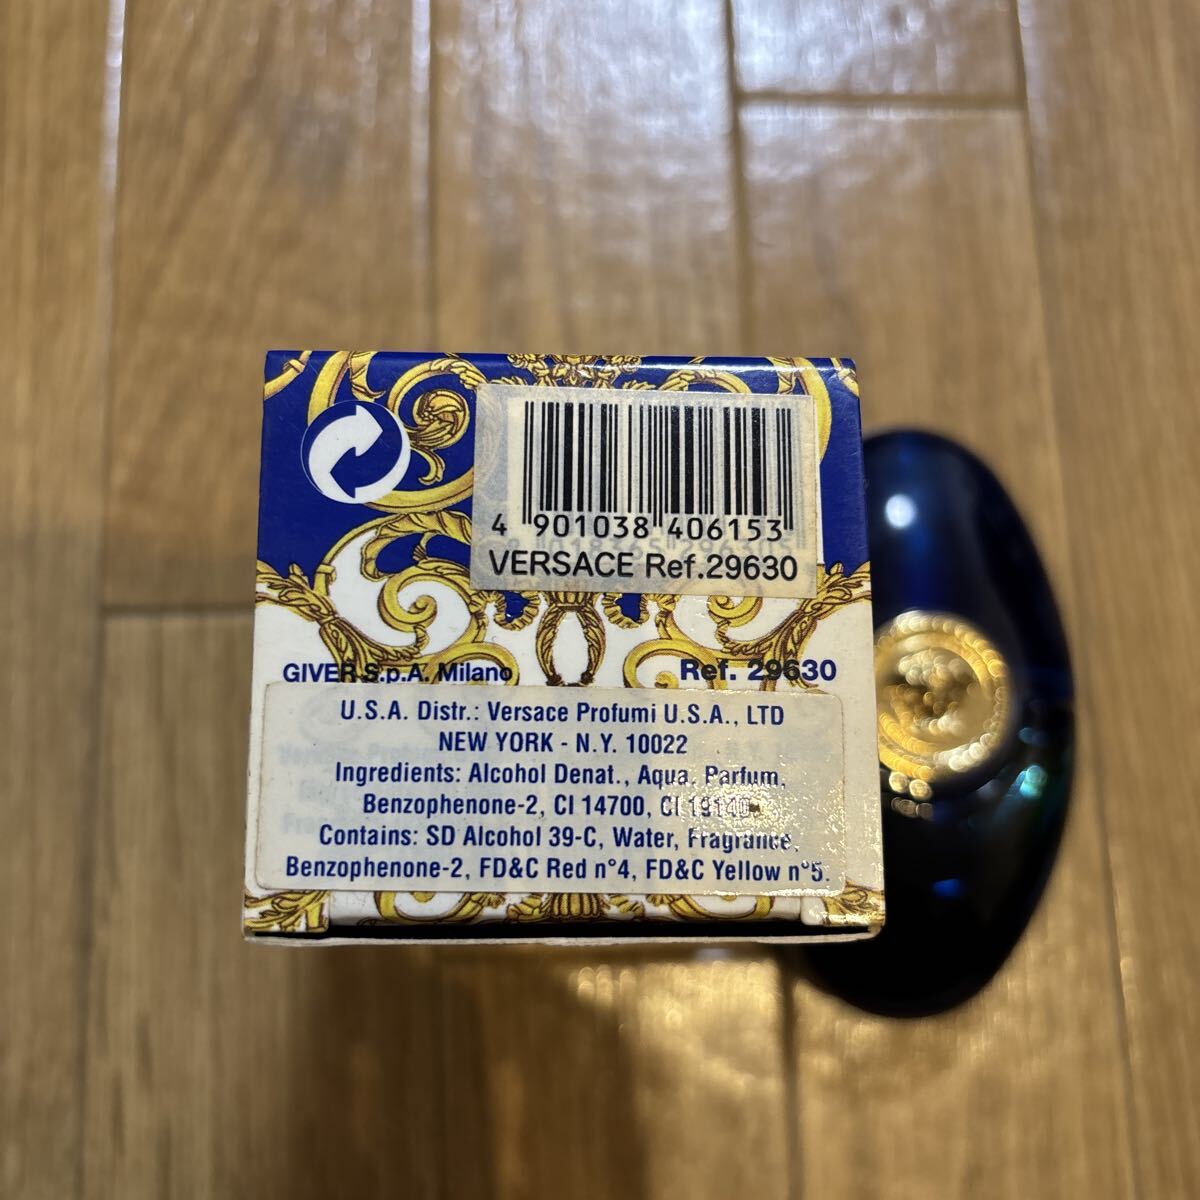 4 901038 406153
VERSACE Ref.29630
GIVER S.p.A. Milano
Ref. 29630
U.S.A. Distr.: Versace Profumi U.S.A., LTD
NEW YORK - N.Y. 10022
Ingredients: Alcohol Denat., Aqua, Parfum,
Benzophenone-2, CI 14700, CI 19140.
Contains: SD Alcohol 39-C, Water, Fragrance,
Benzophenone-2, FD&C Red n°4, FD&C Yellow n°5.